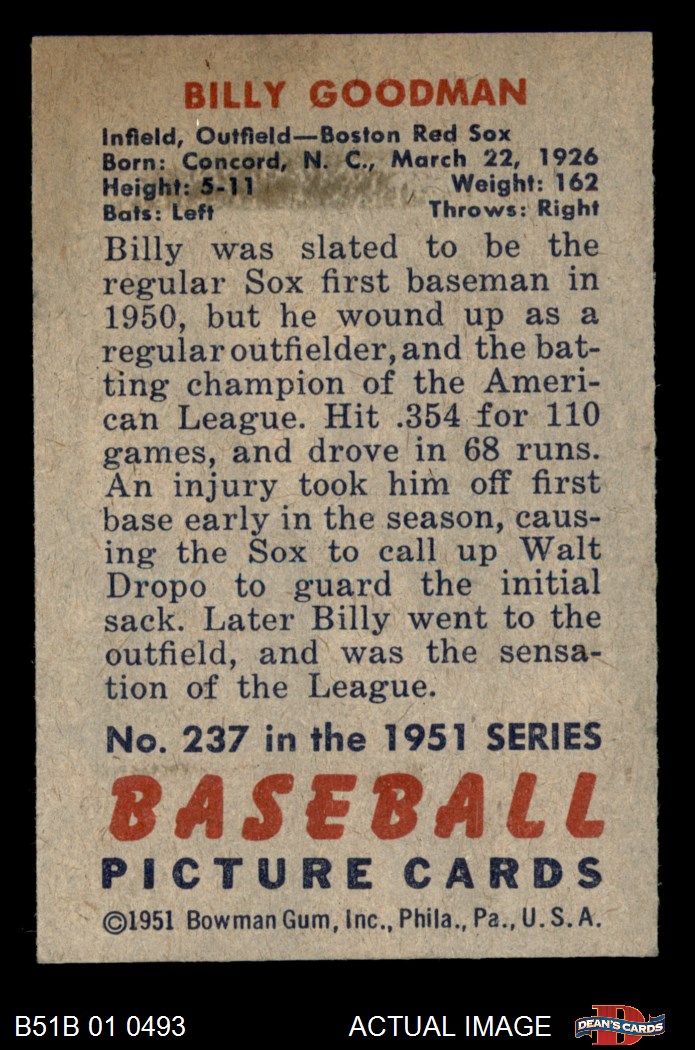 BILLY GOODMAN
Infield, Outfield—Boston Red Sox
Born: Concord, N. C., March 22, 1926
Height: 5-11 Weight: 162
Bats: Left Throws: Right
Billy was slated to be the
regular Sox first baseman in
1950, but he wound up as a
regular outfielder, and the bat-
ting champion of the Ameri-
can League. Hit .354 for 110
games, and drove in 68 runs.
An injury took him off first
base early in the season, caus-
ing the Sox to call up Walt
Dropo to guard the initial
sack. Later Billy went to the
outfield, and was the sensa-
tion of the League.
No. 237 in the 1951 SERIES
BASEBALL
PICTURE CARDS
©1951 Bowman Gum, Inc., Phila., Pa., U. S. A.
B51B 01 0493 ACTUAL IMAGE D DEAN'S CARDS